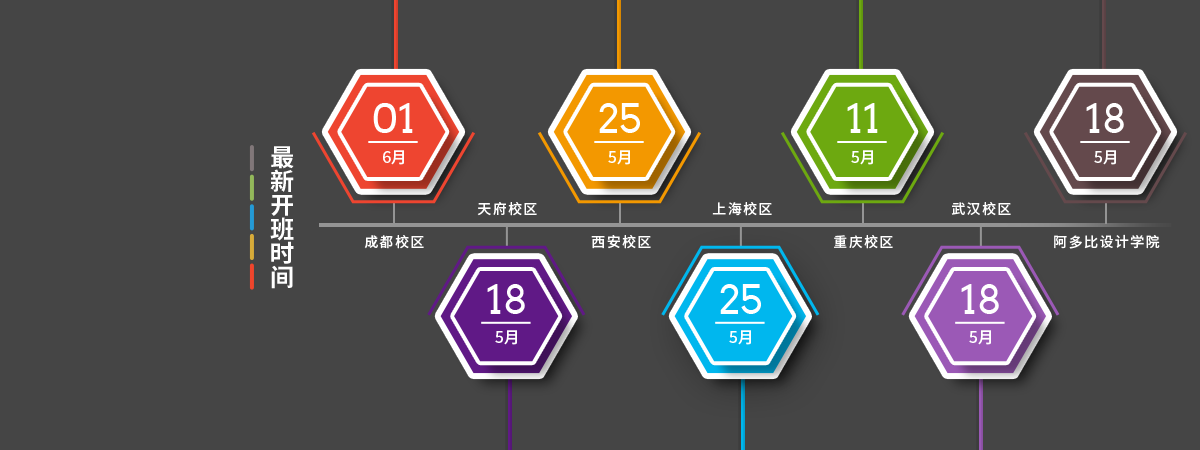 最新开班时间
01
6月
成都校区
25
5月
西安校区
11
5月
重庆校区
18
5月
阿多比设计学院
天府校区
18
5月
上海校区
25
5月
武汉校区
18
5月